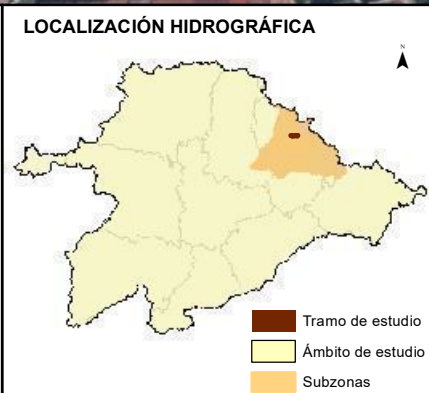 LOCALIZACIÓN HIDROGRÁFICA
N
Tramo de estudio
Ámbito de estudio
Subzonas